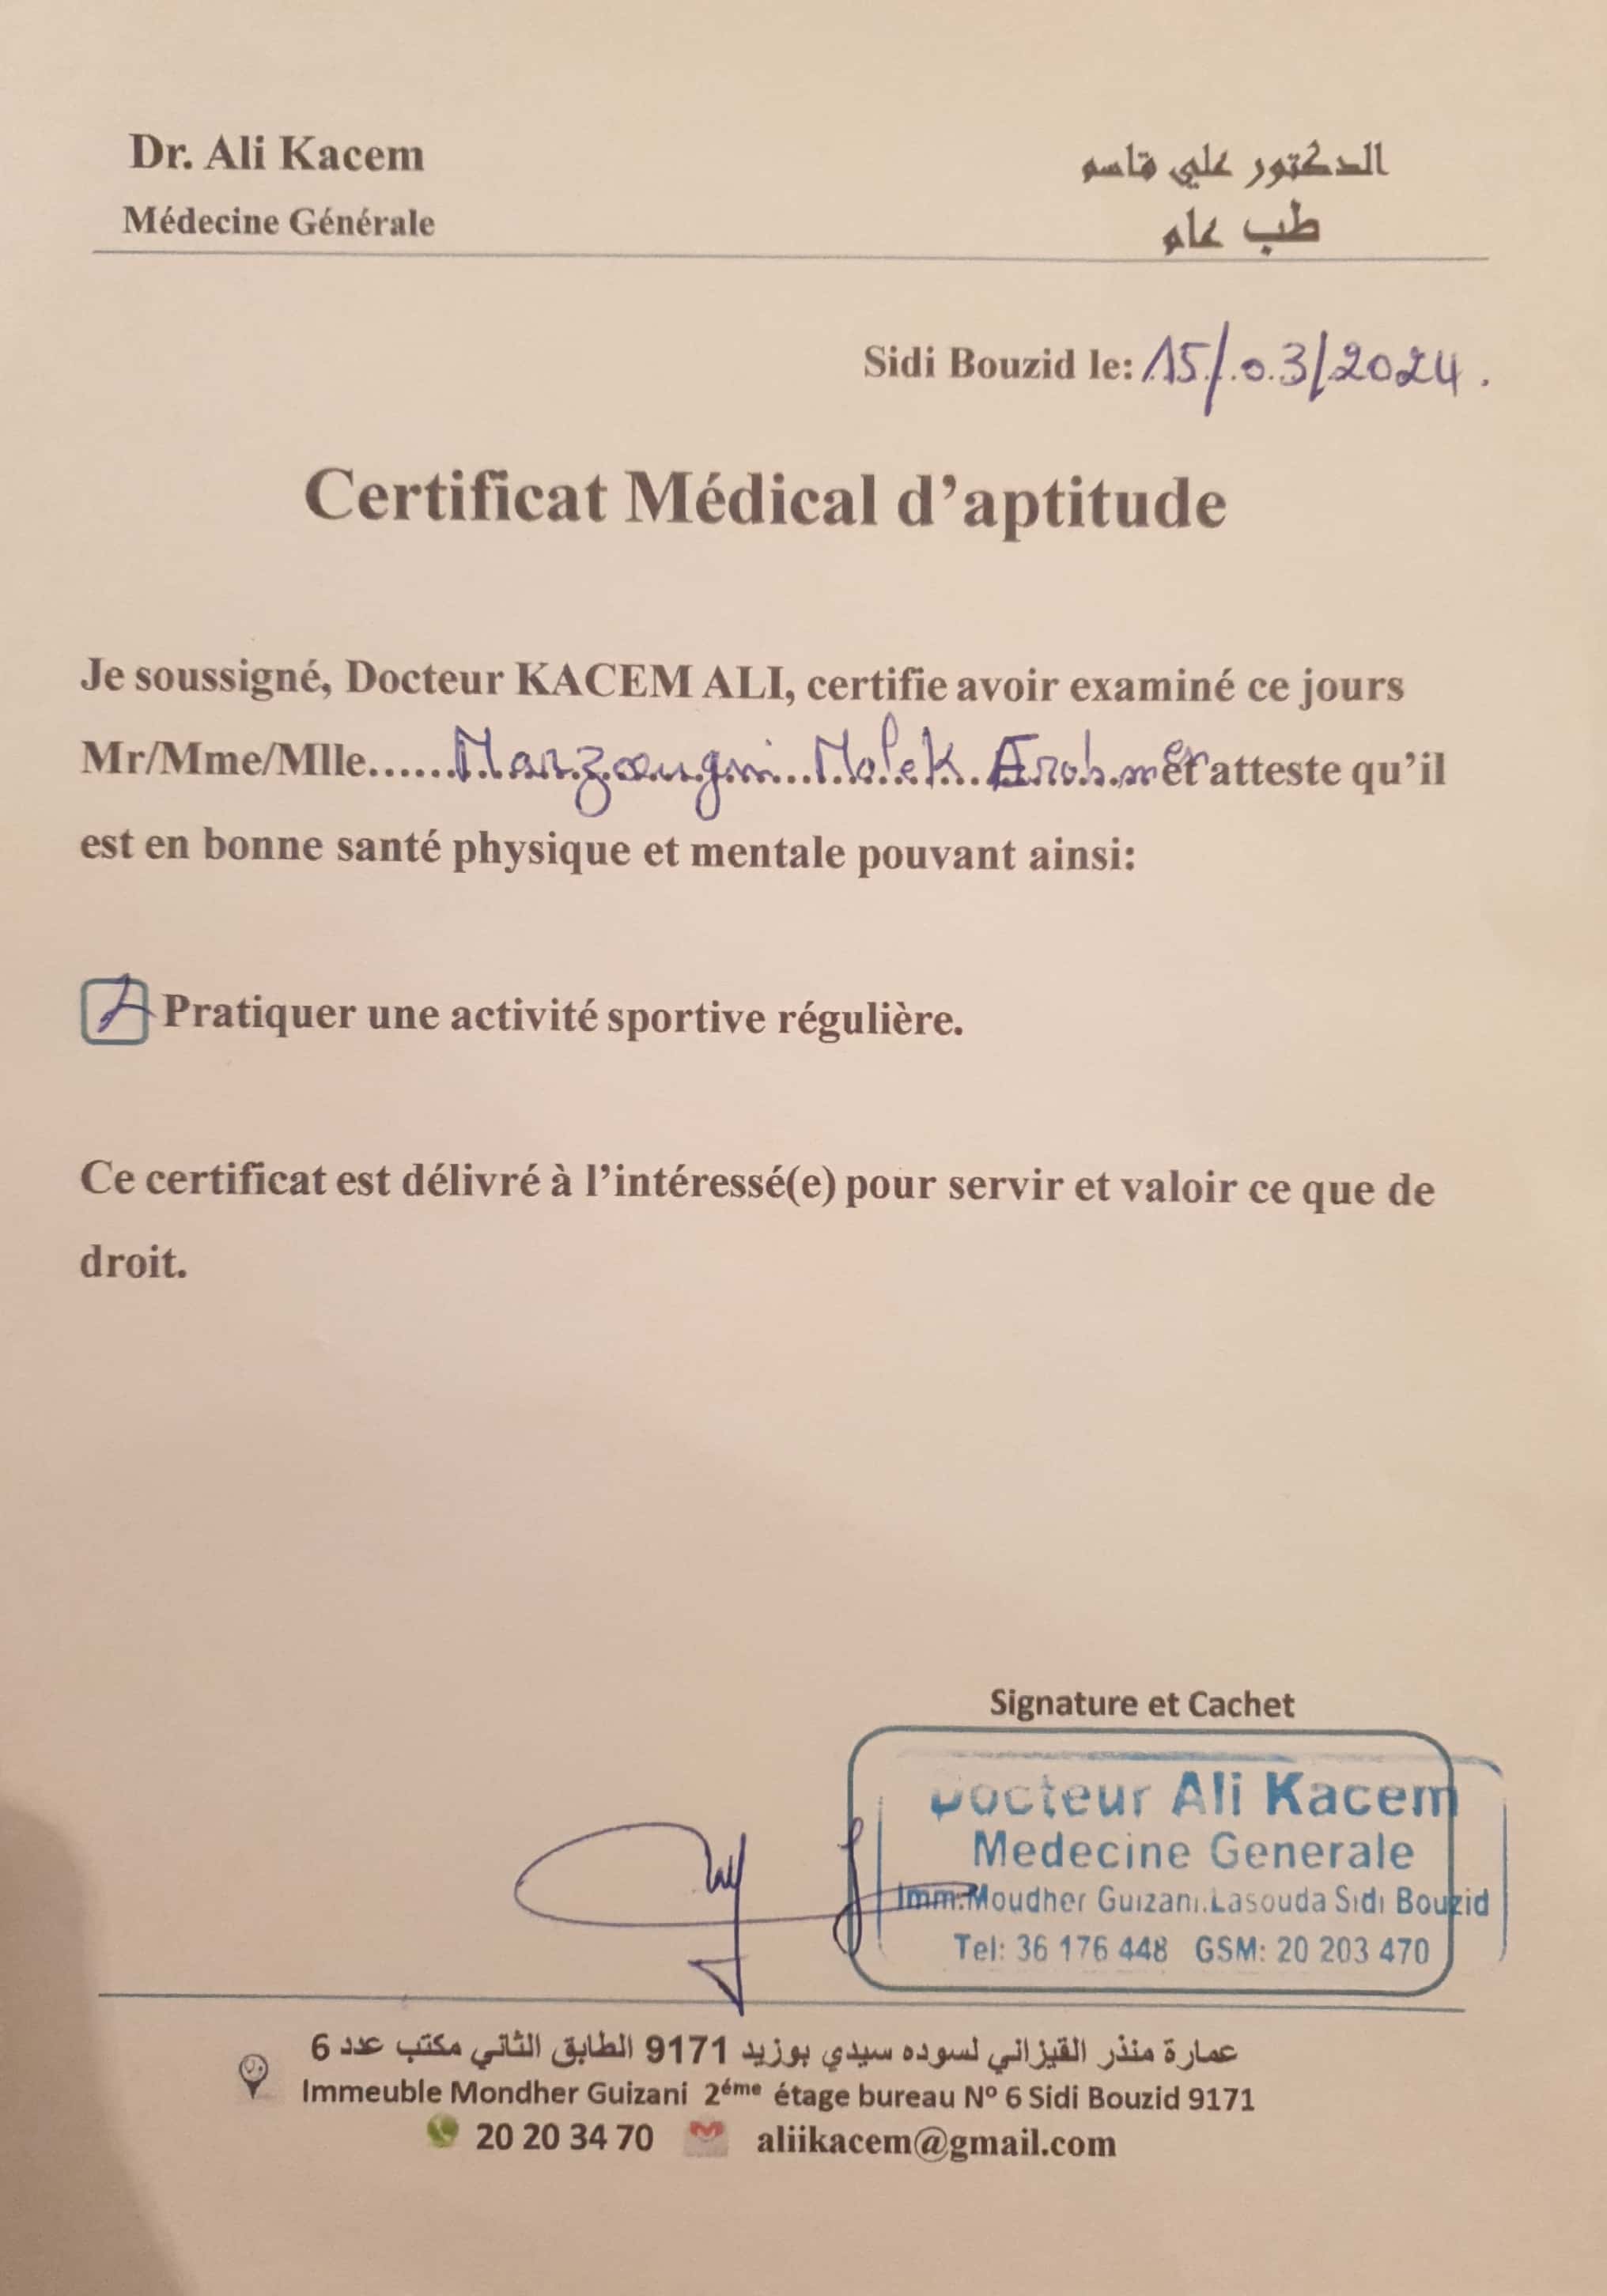 Dr. Ali Kacem
الدكتور علي قاسم
Médecine Générale
طب عام
Sidi Bouzid le: 15/03/2024.
Certificat Médical d’aptitude
Je soussigné, Docteur KACEM ALI, certifie avoir examiné ce jours
Mr/Mme/Mlle......Marzougui...Malek et atteste qu’il
est en bonne santé physique et mentale pouvant ainsi:
Pratiquer une activité sportive régulière.
Ce certificat est délivré à l’intéressé(e) pour servir et valoir ce que de
droit.
Signature et Cachet
Docteur Ali Kacem
Medecine Generale
Imm:Moudher Guizani.Lasouda Sidi Bouzid
Tel: 36 176 448 GSM: 20 203 470
عمارة منذر القيزاني لسوده سيدي بوزيد 9171 الطابق الثاني مكتب عدد 6
Immeuble Mondher Guizani 2éme étage bureau N° 6 Sidi Bouzid 9171
20 20 34 70 aliikacem@gmail.com